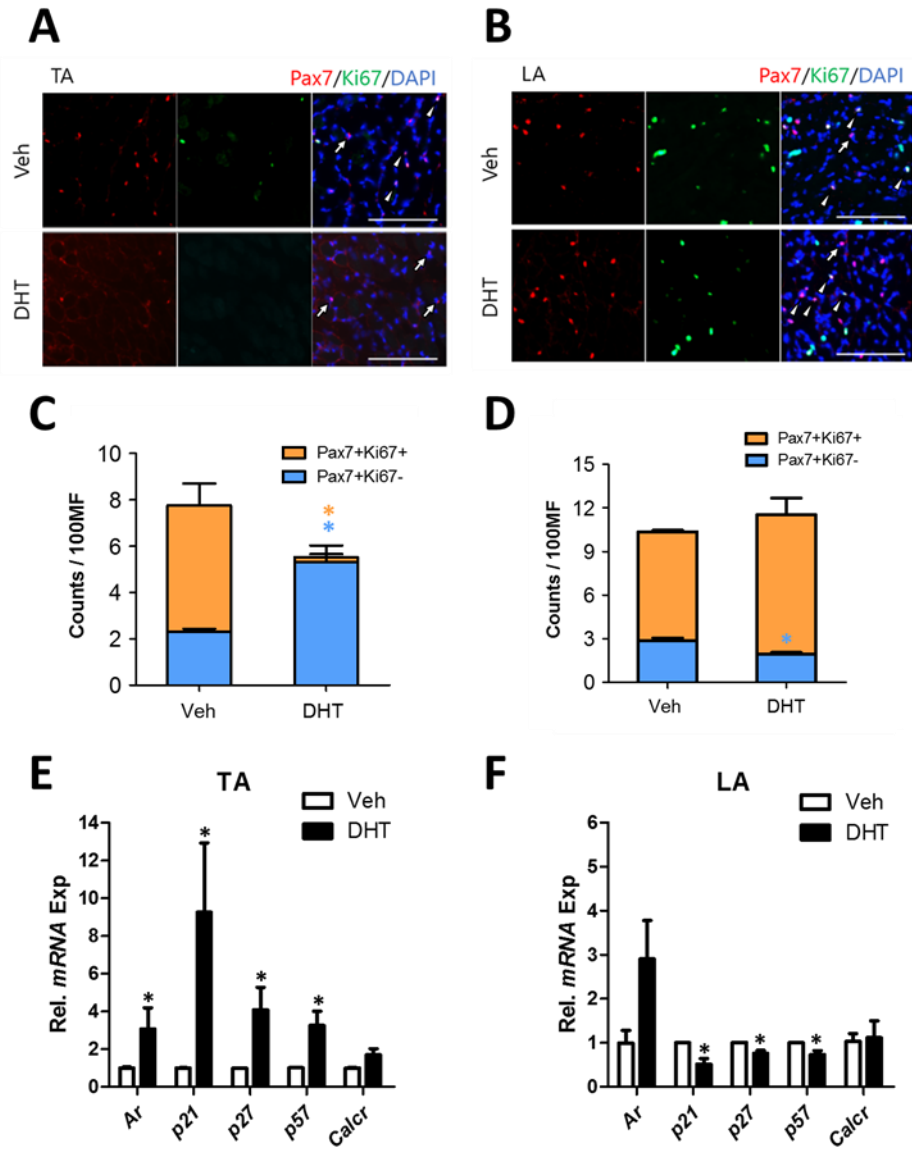 A
TA
Pax7/Ki67/DAPI
Veh
DHT
B
LA
Pax7/Ki67/DAPI
Veh
DHT
C
Pax7+Ki67+
Pax7+Ki67-
*
*
Counts / 100MF
10
8
6
4
2
0
Veh
DHT
D
Pax7+Ki67+
Pax7+Ki67-
*
Counts / 100MF
15
12
9
6
3
0
Veh
DHT
E
TA
Veh
DHT
Rel. mRNA Exp
14
12
10
8
6
4
2
0
*
*
*
*
Ar
p21
p27
p57
Calcr
F
LA
Veh
DHT
Rel. mRNA Exp
6
5
4
3
2
1
0
*
*
*
Ar
p21
p27
p57
Calcr